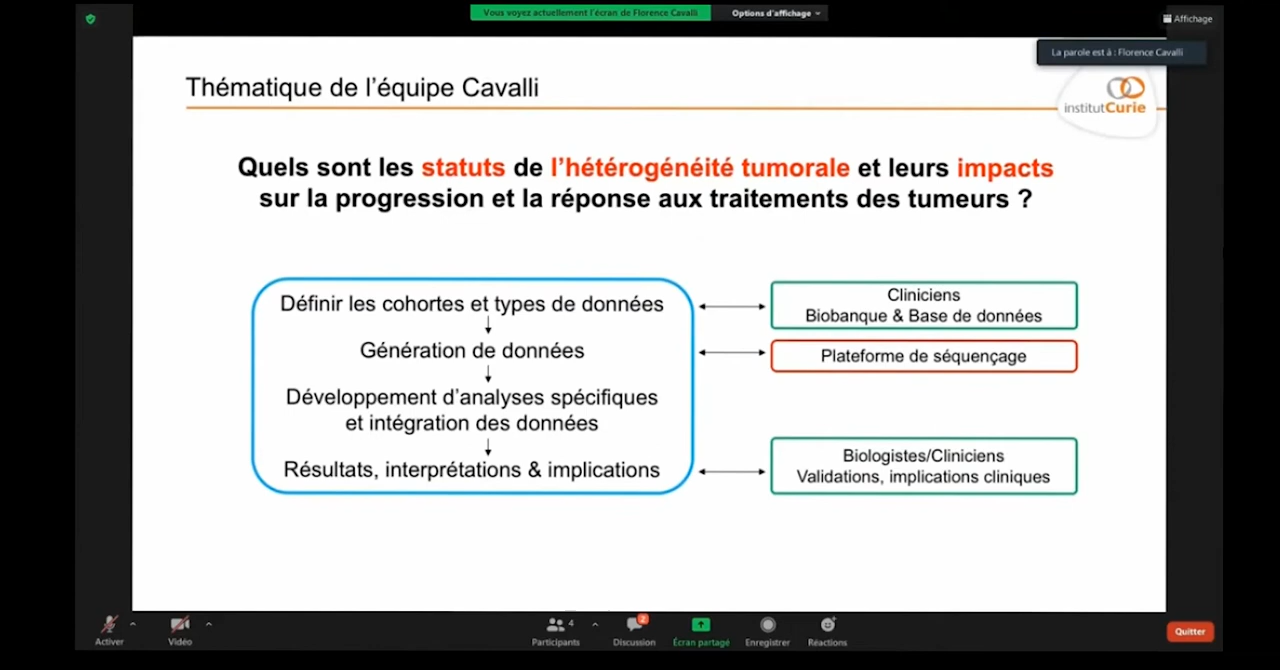 Vous voyez actuellement l'écran de Florence Cavalli
Options d'affichage
Affichage
La parole est à : Florence Cavalli
Thématique de l'équipe Cavalli
institutCurie
Quels sont les statuts de l'hétérogénéité tumorale et leurs impacts
sur la progression et la réponse aux traitements des tumeurs ?
Définir les cohortes et types de données
Génération de données
Développement d'analyses spécifiques
et intégration des données
Résultats, interprétations & implications
Cliniciens
Biobanque & Base de données
Plateforme de séquençage
Biologistes/Cliniciens
Validations, implications cliniques
Activer
Vidéo
Participants
4
Discussion
2
Écran partagé
Enregistrer
Réactions
Quitter